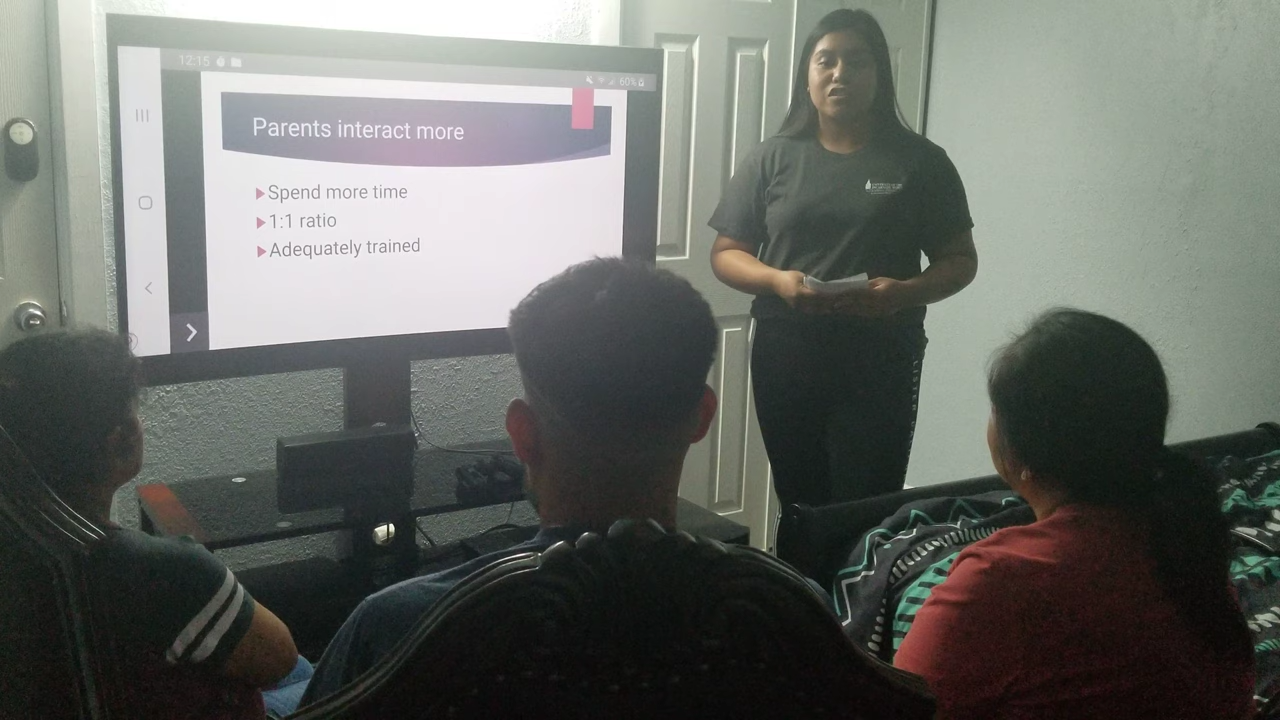 12:15
60%
Parents interact more
Spend more time
1:1 ratio
Adequately trained